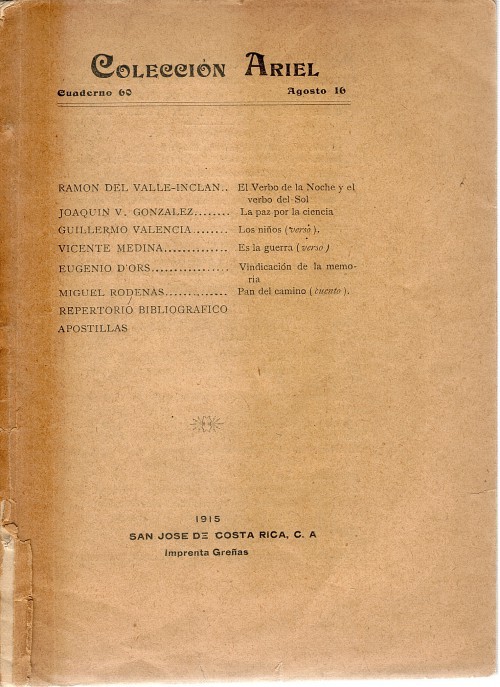 COLECCIÓN ARIEL
Cuaderno 60 Agosto 16
RAMON DEL VALLE-INCLAN.. El Verbo de la Noche y el
verbo del Sol
JOAQUIN V. GONZALEZ........ La paz por la ciencia
GUILLERMO VALENCIA....... Los niños (verso).
VICENTE MEDINA............. Es la guerra (verso)
EUGENIO D'ORS................ Vindicación de la memo-
ria
MIGUEL RODENAS............. Pan del camino (cuento).
REPERTORIO BIBLIOGRAFICO
APOSTILLAS
1915
SAN JOSE DE COSTA RICA, C. A
Imprenta Greñas